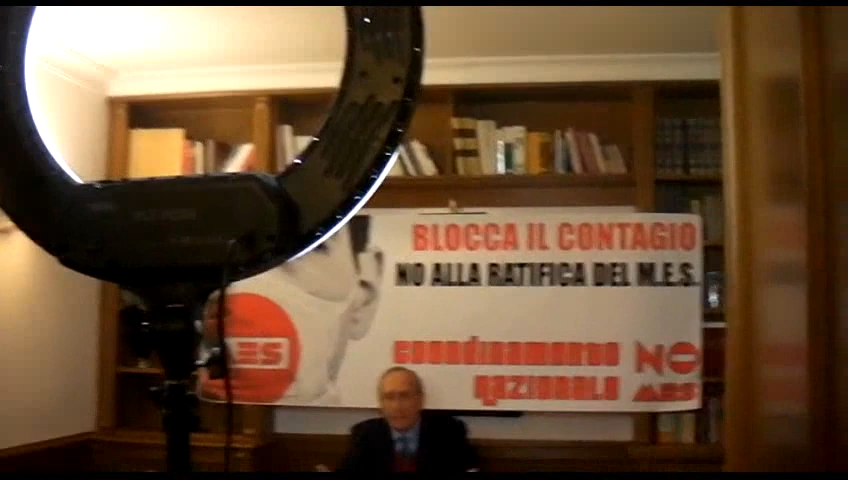 BLOCCA IL CONTAGIO
NO ALLA RATIFICA DEL M.E.S.
MES
COORDINAMENTO
NAZIONALE
NO
MES